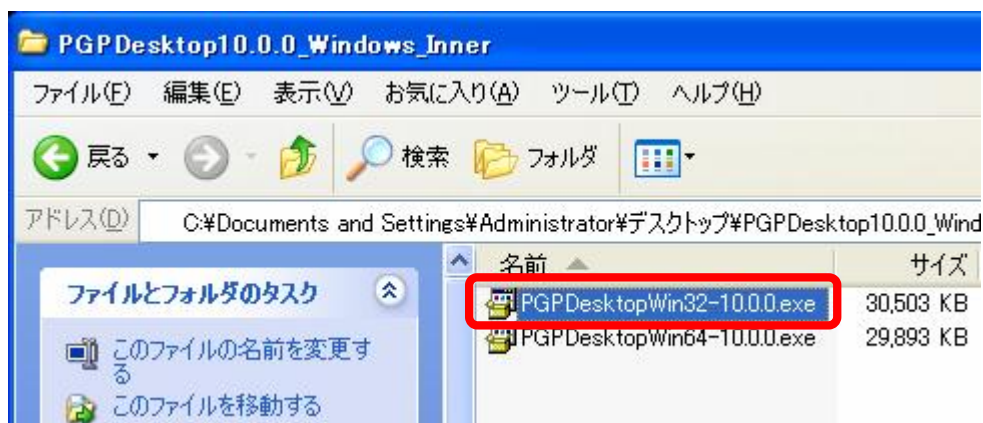 PGPDesktop10.0.0_Windows_Inner
ファイル(F) 編集(E) 表示(V) お気に入り(A) ツール(T) ヘルプ(H)
戻る 検索 フォルダ
アドレス(D) C:¥Documents and Settings¥Administrator¥デスクトップ¥PGPDesktop10.0.0_Wind
名前 サイズ
ファイルとフォルダのタスク
PGPDesktopWin32-10.0.0.exe 30,503 KB
PGPDesktopWin64-10.0.0.exe 29,893 KB
このファイルの名前を変更す
る
このファイルを移動する